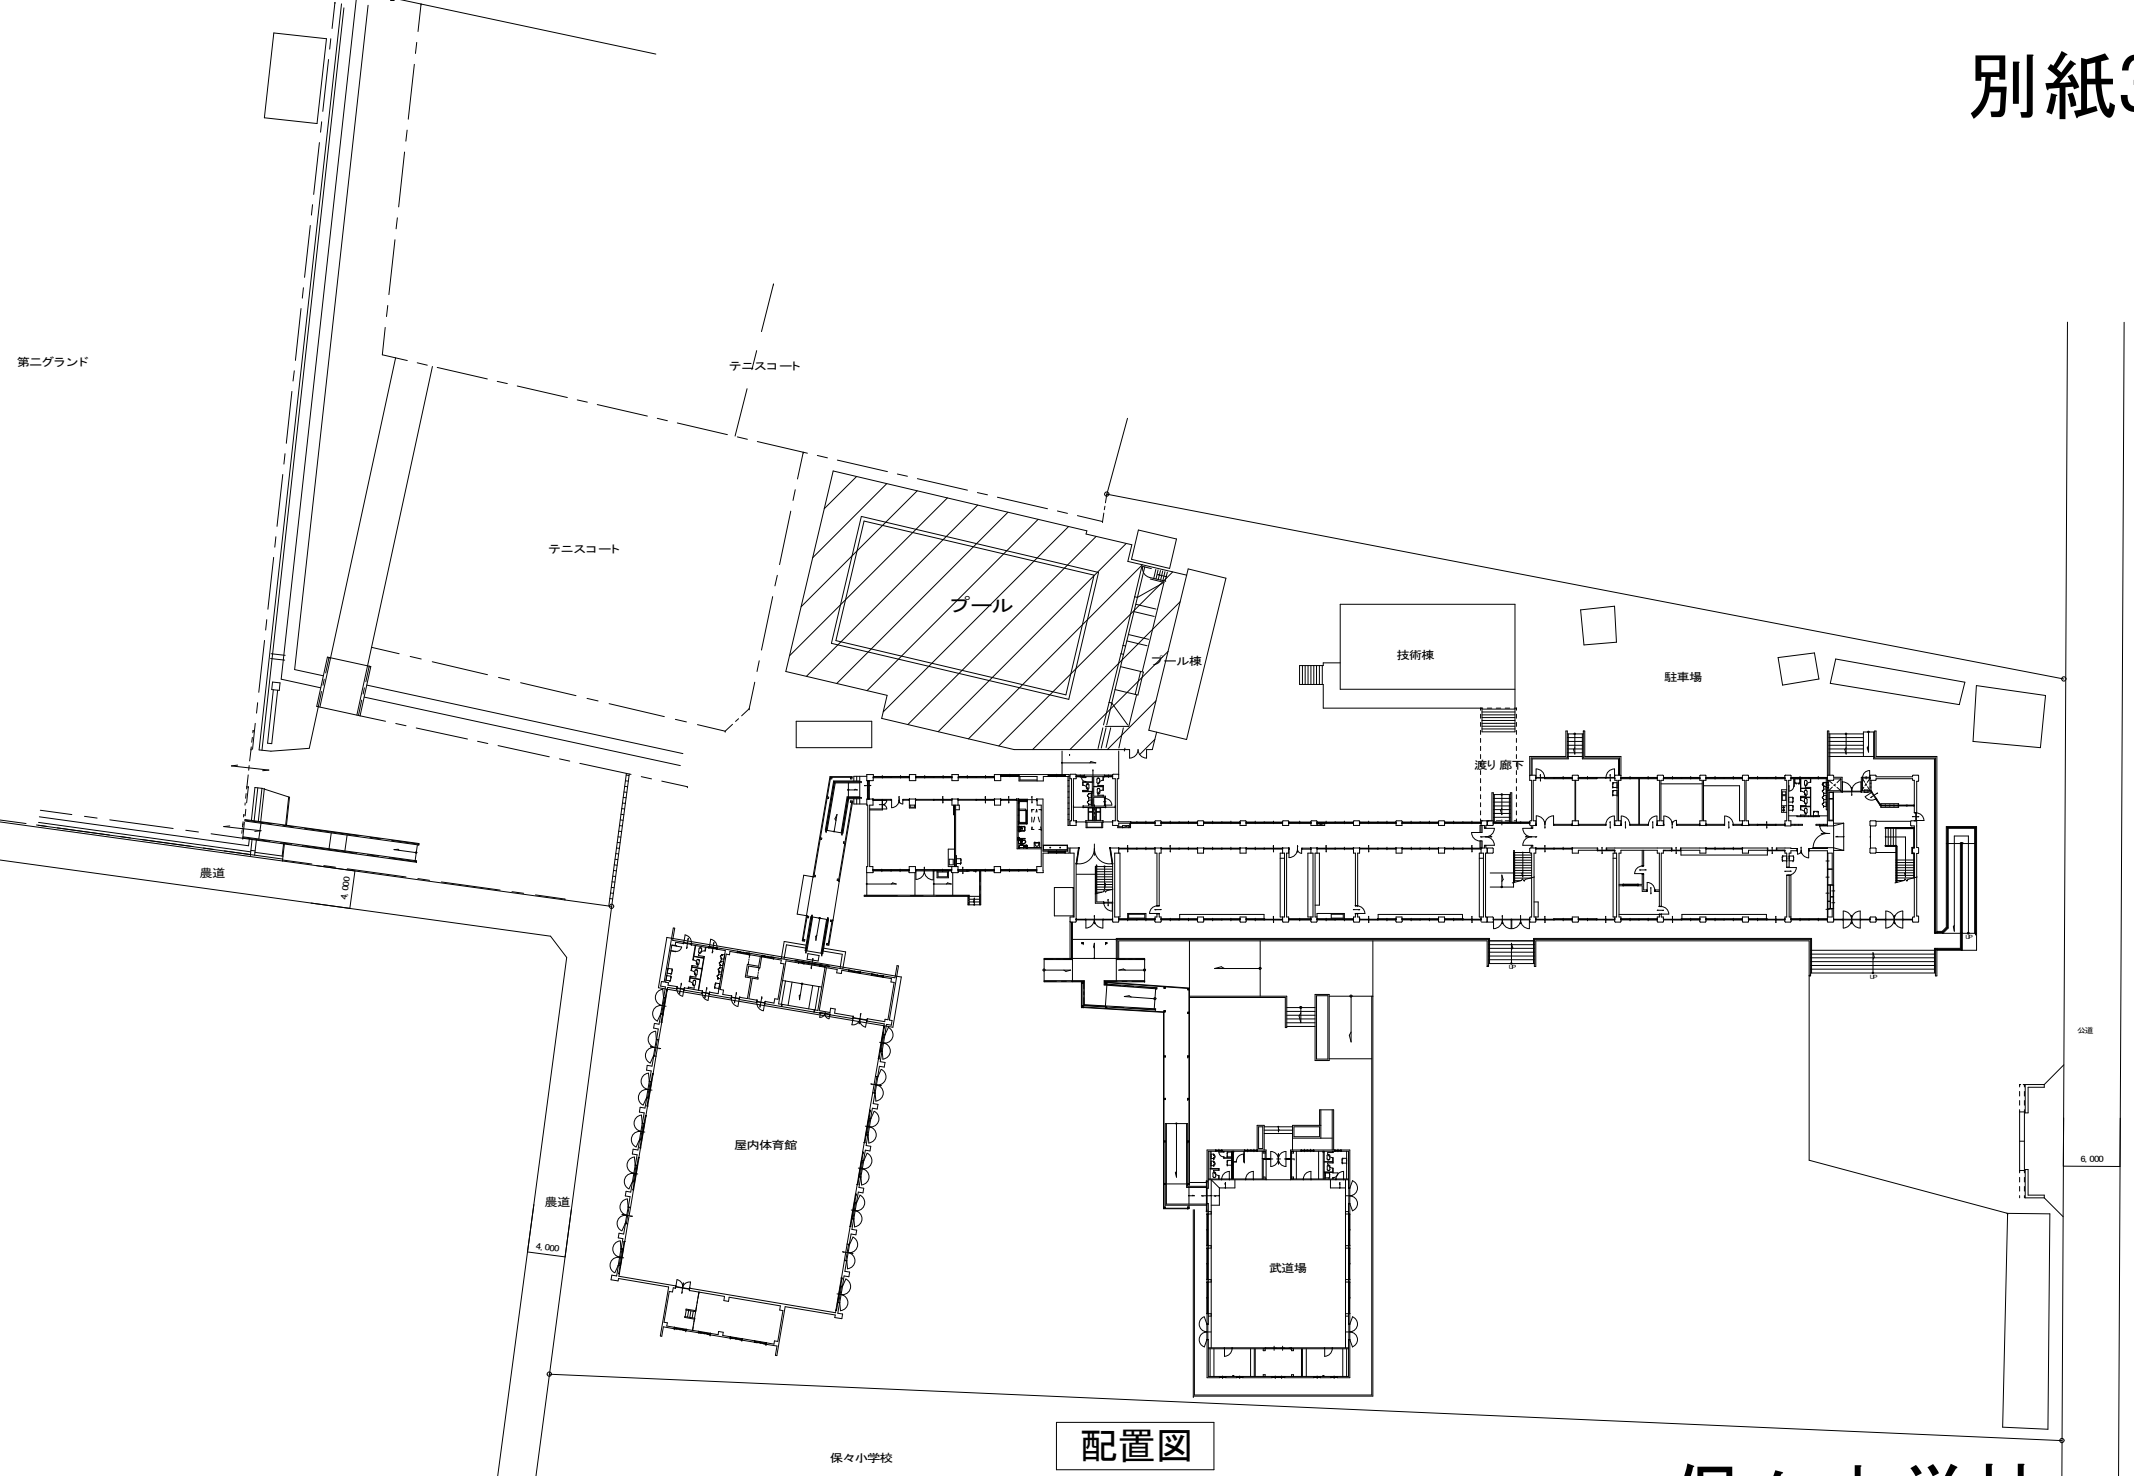 別紙3
第二グランド
テニスコート
テニスコート
プール
プール棟
技術棟
駐車場
渡り廊下
農道
4,000
UP
UP
UP
公道
6,000
屋内体育館
農道
4,000
武道場
配置図
保々小学校